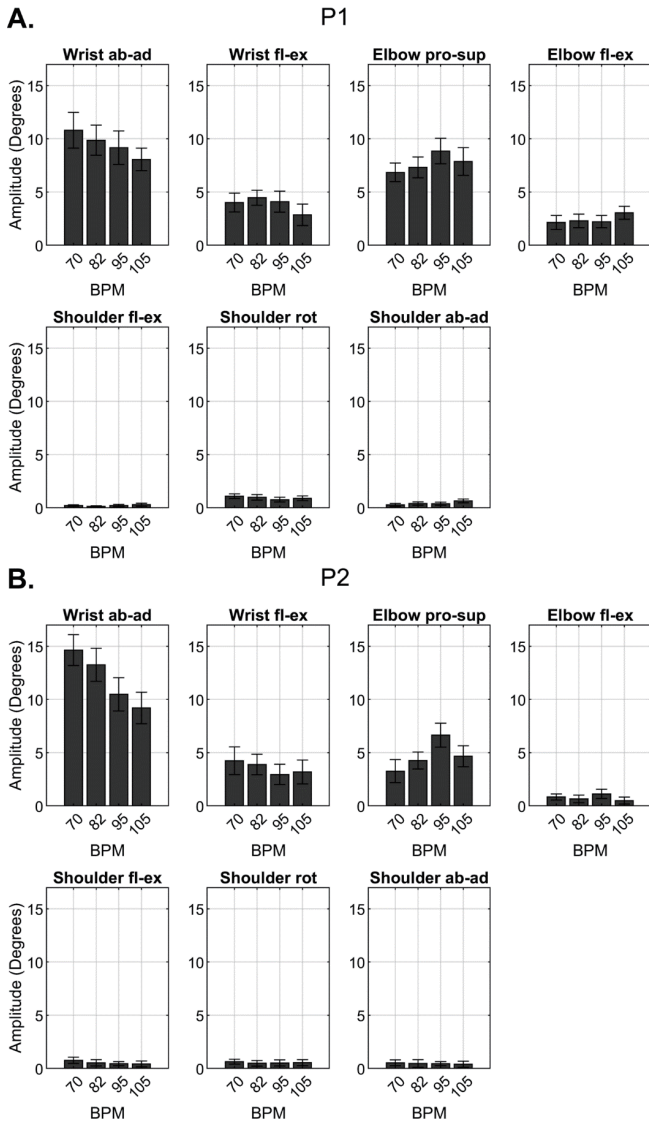 A.
P1
Wrist ab-ad
Wrist fl-ex
Elbow pro-sup
Elbow fl-ex
Amplitude (Degrees)
15
10
5
0
70 82 95 105
BPM
15
10
5
0
70 82 95 105
BPM
15
10
5
0
70 82 95 105
BPM
15
10
5
0
70 82 95 105
BPM
Shoulder fl-ex
Shoulder rot
Shoulder ab-ad
Amplitude (Degrees)
15
10
5
0
70 82 95 105
BPM
15
10
5
0
70 82 95 105
BPM
15
10
5
0
70 82 95 105
BPM
B.
P2
Wrist ab-ad
Wrist fl-ex
Elbow pro-sup
Elbow fl-ex
Amplitude (Degrees)
15
10
5
0
70 82 95 105
BPM
15
10
5
0
70 82 95 105
BPM
15
10
5
0
70 82 95 105
BPM
15
10
5
0
70 82 95 105
BPM
Shoulder fl-ex
Shoulder rot
Shoulder ab-ad
Amplitude (Degrees)
15
10
5
0
70 82 95 105
BPM
15
10
5
0
70 82 95 105
BPM
15
10
5
0
70 82 95 105
BPM